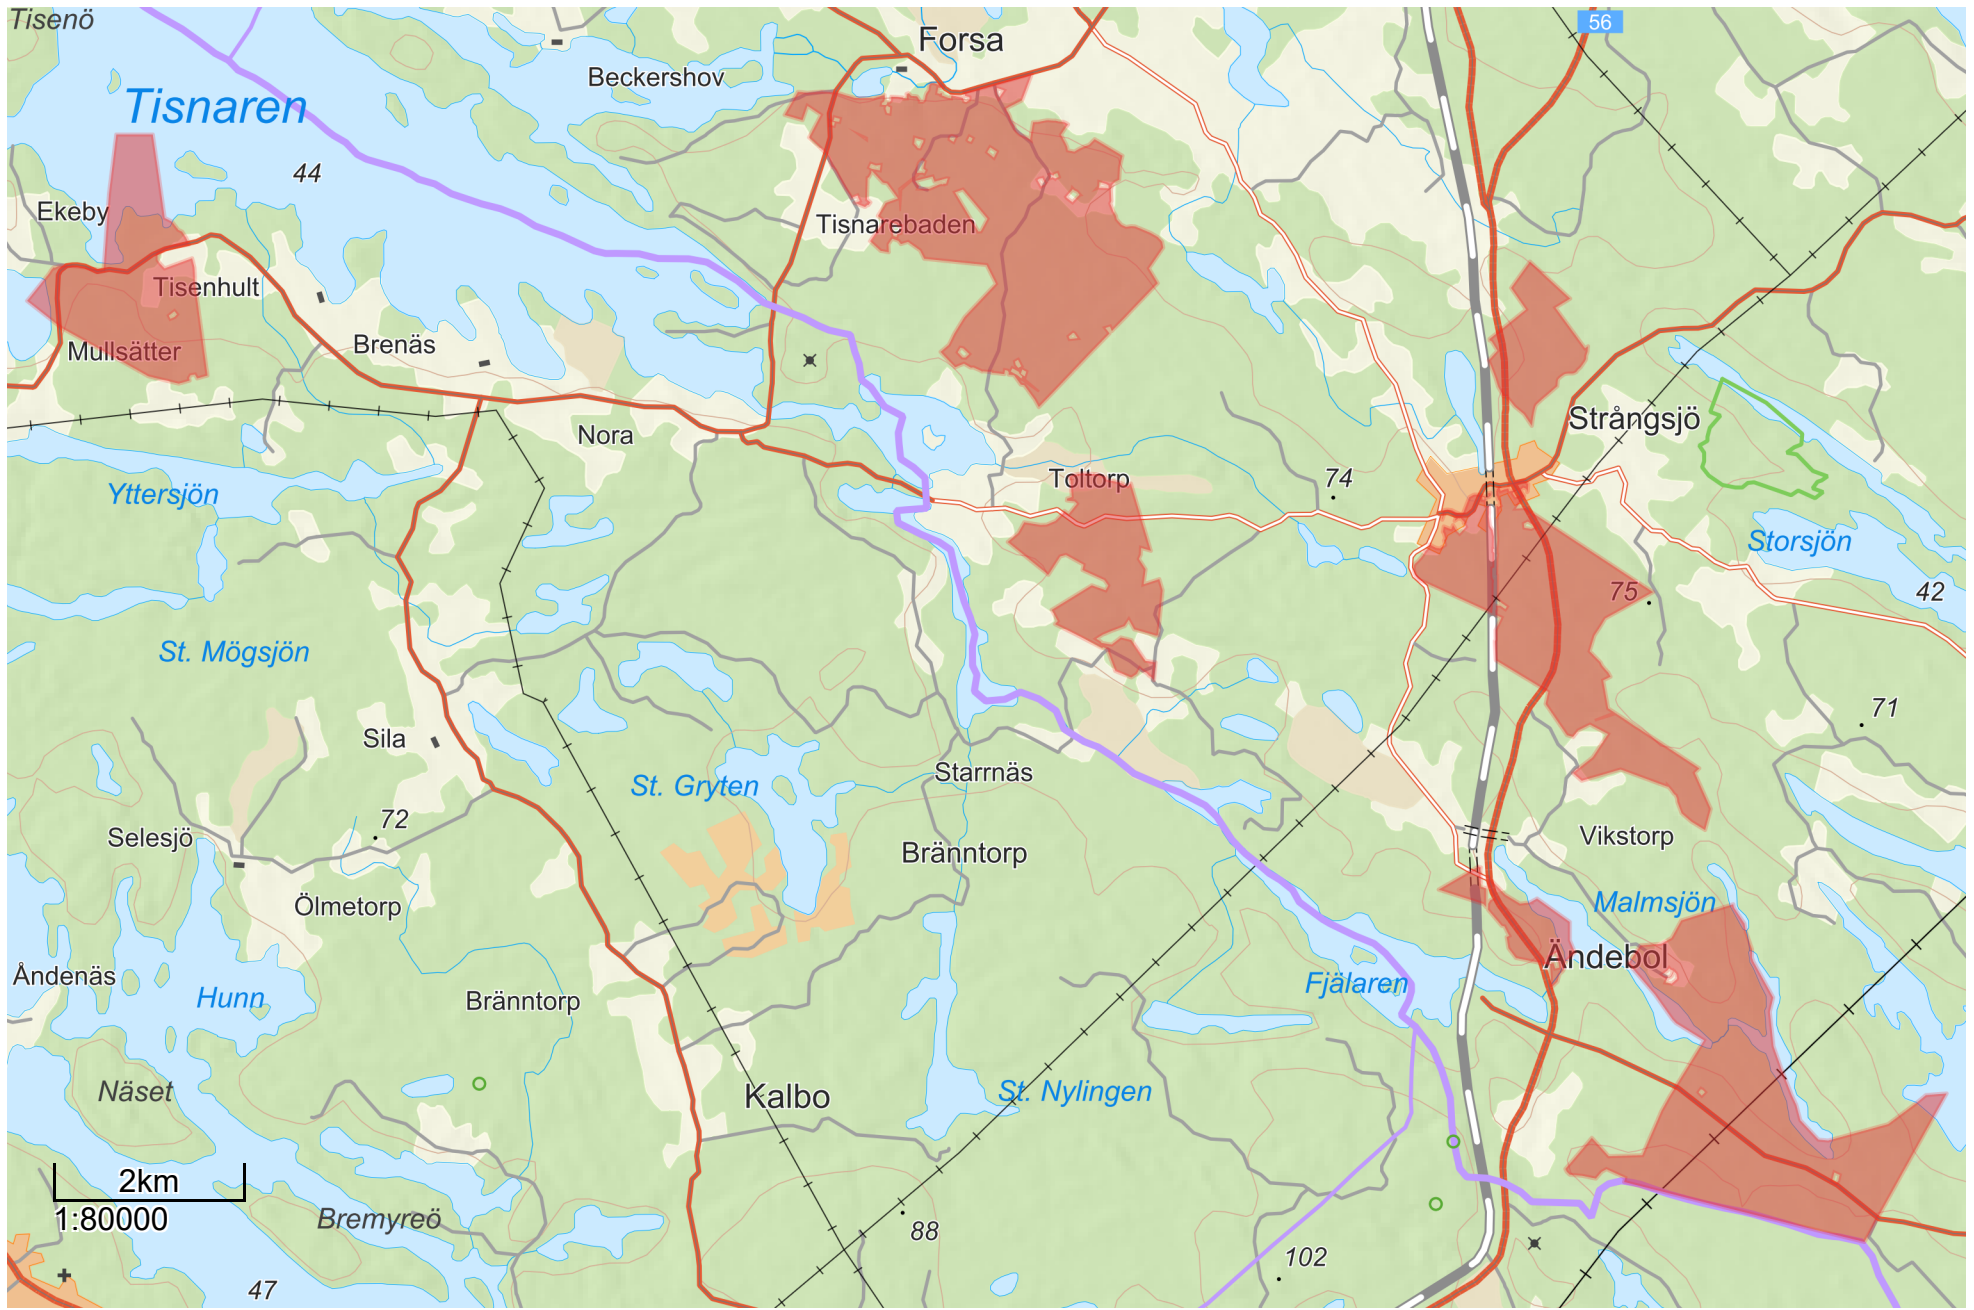 Tisenö
56
Forsa
Beckershov
Tisnaren
44
Ekeby
Tisnarebaden
Tisenhult
Mullsätter
Brenäs
Strångsjö
Nora
Toltorp
74
Yttersjön
Storsjön
75
42
St. Mögsjön
71
Sila
Starrnäs
St. Gryten
72
Selesjö
Vikstorp
Bränntorp
Ölmetorp
Malmsjön
Ändebol
Åndenäs
Hunn
Bränntorp
Fjälaren
Näset
Kalbo
St. Nylingen
2km
1:80000
Bremyreö
88
102
47